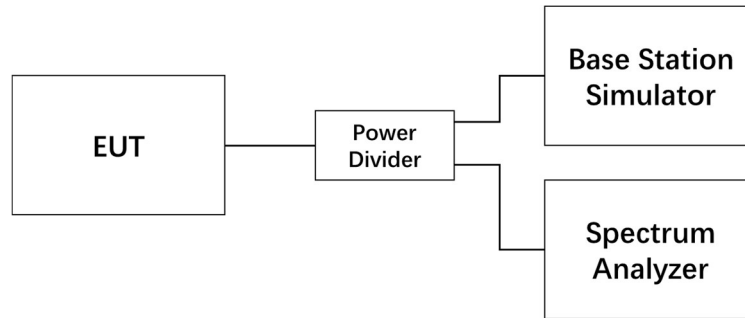 EUT
Power
Divider
Base Station
Simulator
Spectrum
Analyzer